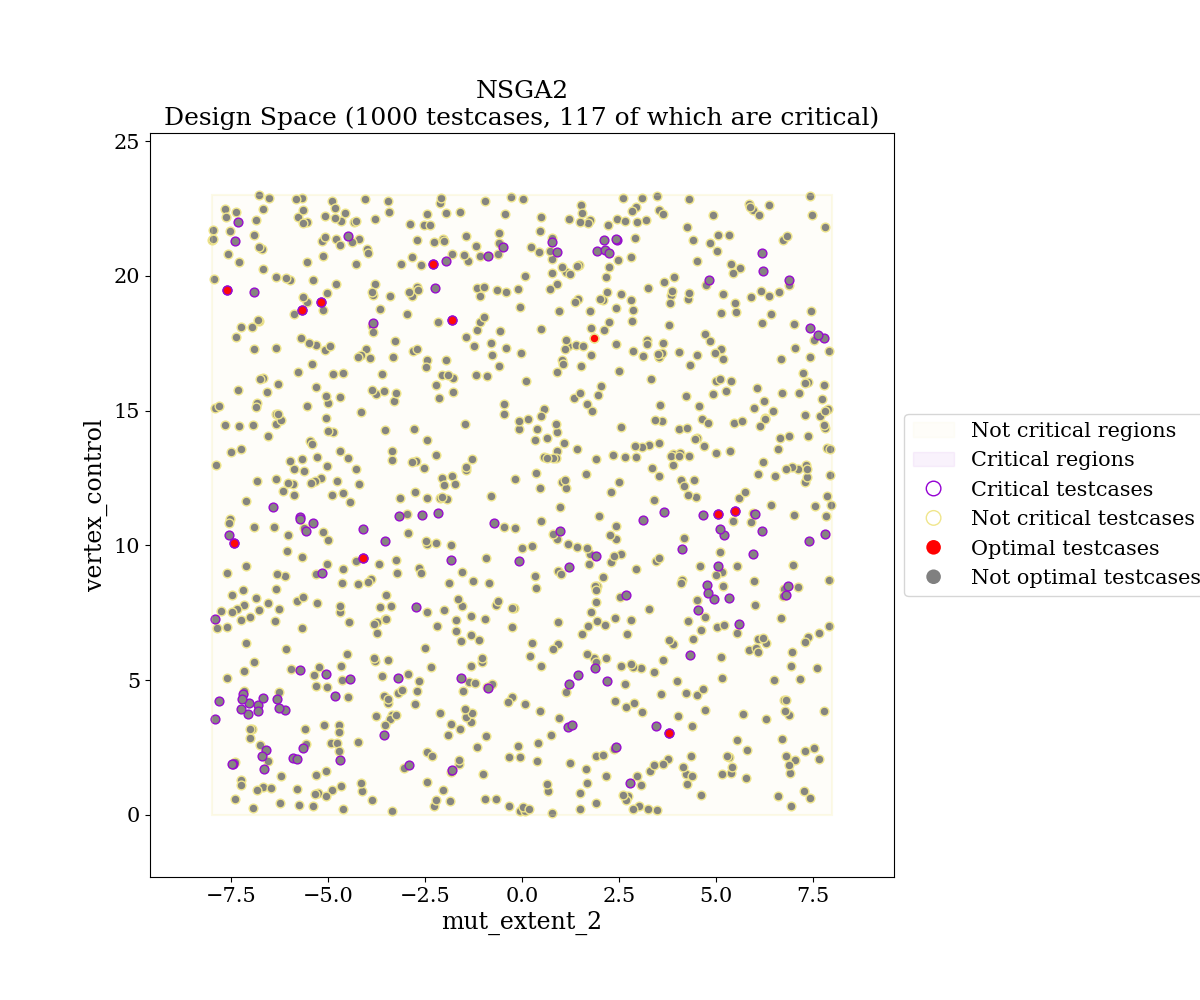 NSGA2
Design Space (1000 testcases, 117 of which are critical)
25
20
15
10
5
0
vertex_control
−7.5
−5.0
−2.5
0.0
2.5
5.0
7.5
mut_extent_2
Not critical regions
Critical regions
Critical testcases
Not critical testcases
Optimal testcases
Not optimal testcases